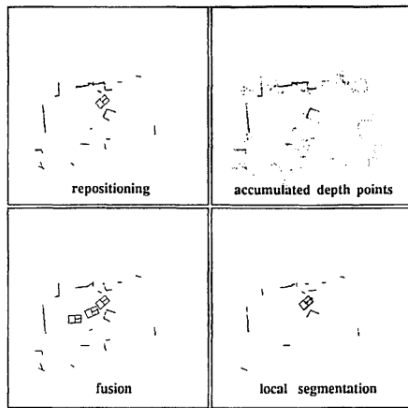 repositioning
accumulated depth points
fusion
local segmentation